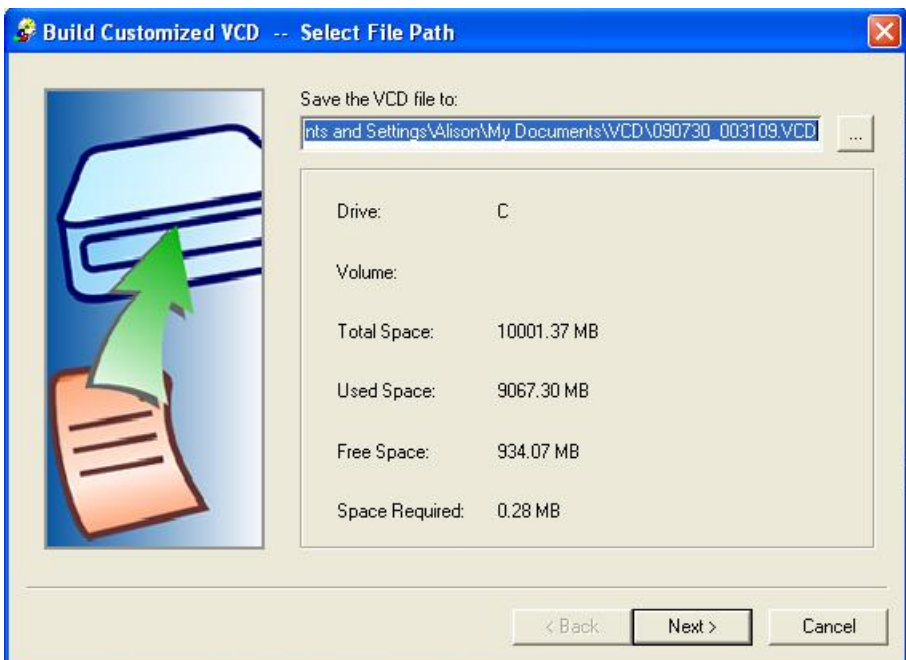 Build Customized VCD -- Select File Path
Save the VCD file to:
nts and Settings\Alison\My Documents\VCD\090730_003109.VCD
...
Drive: C
Volume:
Total Space: 10001.37 MB
Used Space: 9067.30 MB
Free Space: 934.07 MB
Space Required: 0.28 MB
< Back Next > Cancel